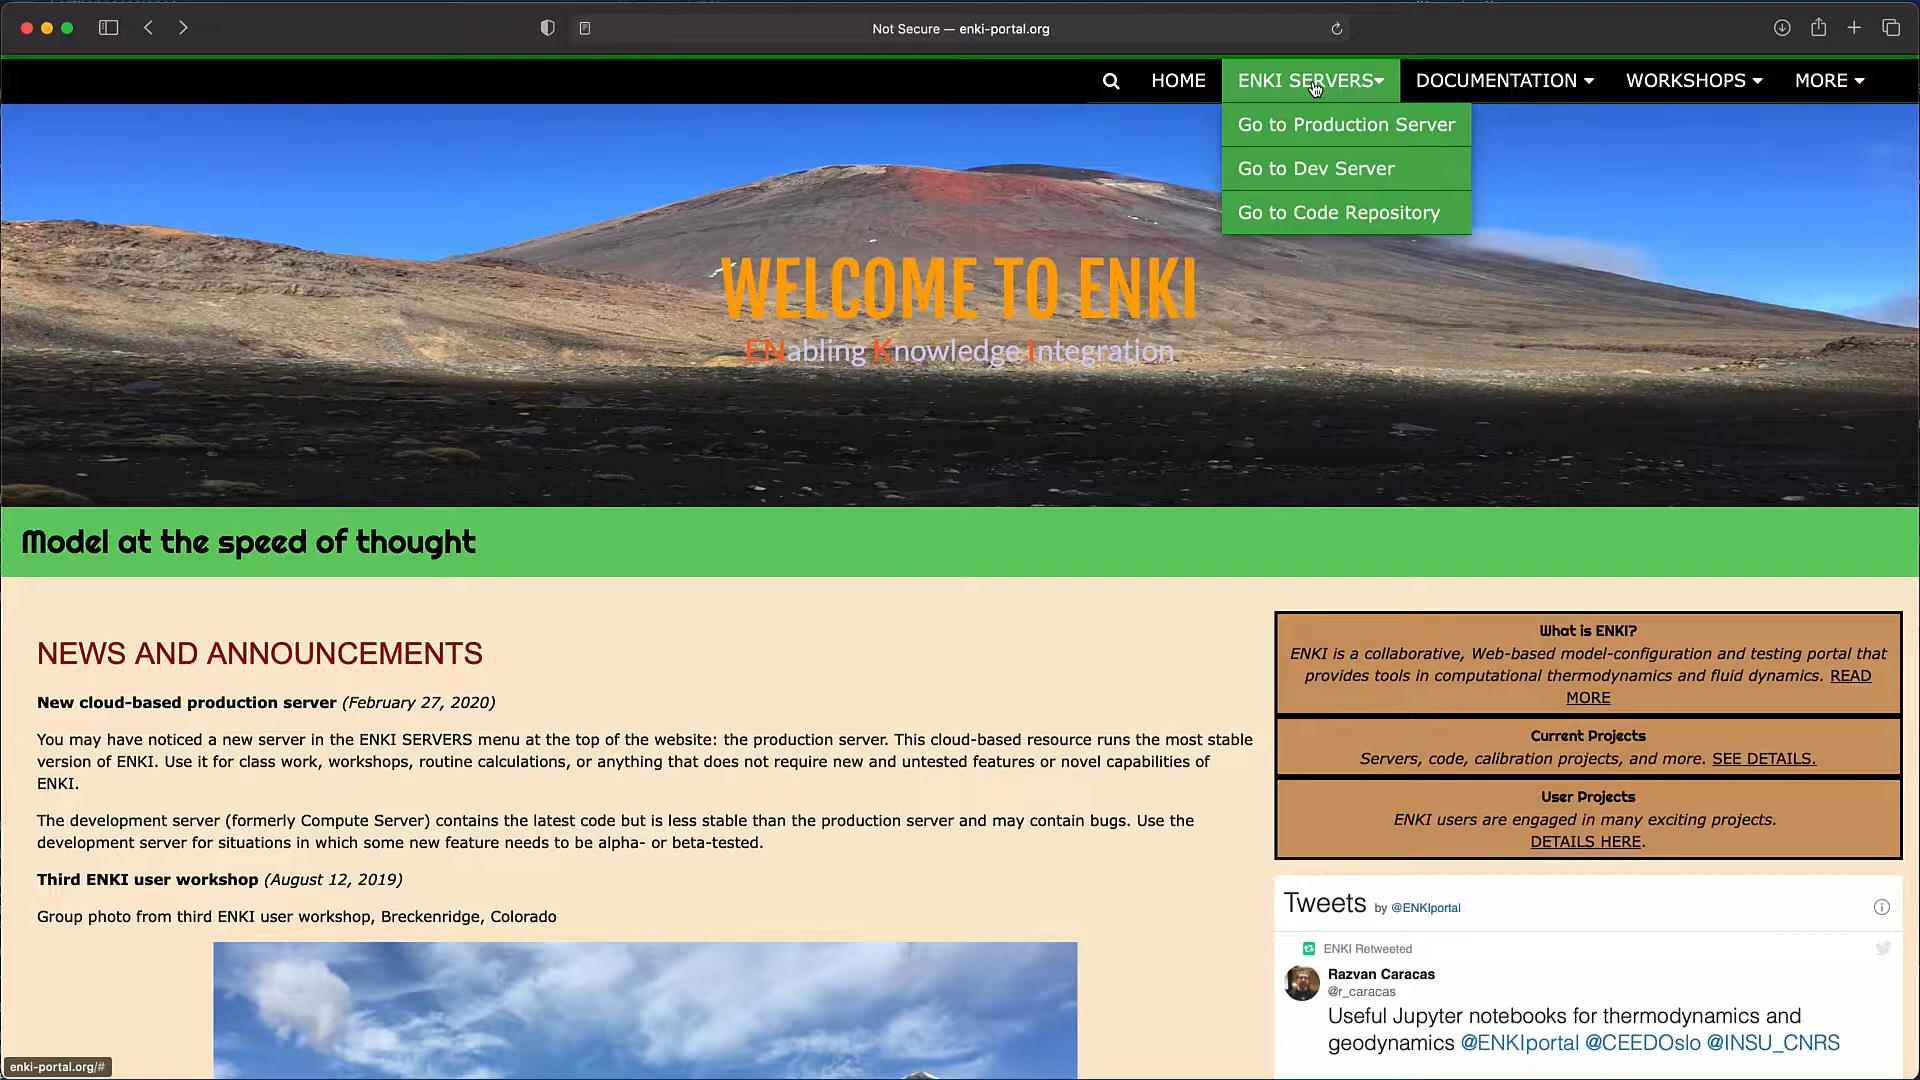 Not Secure — enki-portal.org
HOME
ENKI SERVERS
DOCUMENTATION
WORKSHOPS
MORE
Go to Production Server
Go to Dev Server
Go to Code Repository
WELCOME TO ENKI
ENabling Knowledge Integration
Model at the speed of thought
NEWS AND ANNOUNCEMENTS
New cloud-based production server (February 27, 2020)
You may have noticed a new server in the ENKI SERVERS menu at the top of the website: the production server. This cloud-based resource runs the most stable
version of ENKI. Use it for class work, workshops, routine calculations, or anything that does not require new and untested features or novel capabilities of
ENKI.
The development server (formerly Compute Server) contains the latest code but is less stable than the production server and may contain bugs. Use the
development server for situations in which some new feature needs to be alpha- or beta-tested.
Third ENKI user workshop (August 12, 2019)
Group photo from third ENKI user workshop, Breckenridge, Colorado
What is ENKI?
ENKI is a collaborative, Web-based model-configuration and testing portal that
provides tools in computational thermodynamics and fluid dynamics. READ
MORE
Current Projects
Servers, code, calibration projects, and more. SEE DETAILS.
User Projects
ENKI users are engaged in many exciting projects.
DETAILS HERE.
Tweets by @ENKIportal
ENKI Retweeted
Razvan Caracas
@r_caracas
Useful Jupyter notebooks for thermodynamics and
geodynamics @ENKIportal @CEEDOslo @INSU_CNRS
enki-portal.org/#